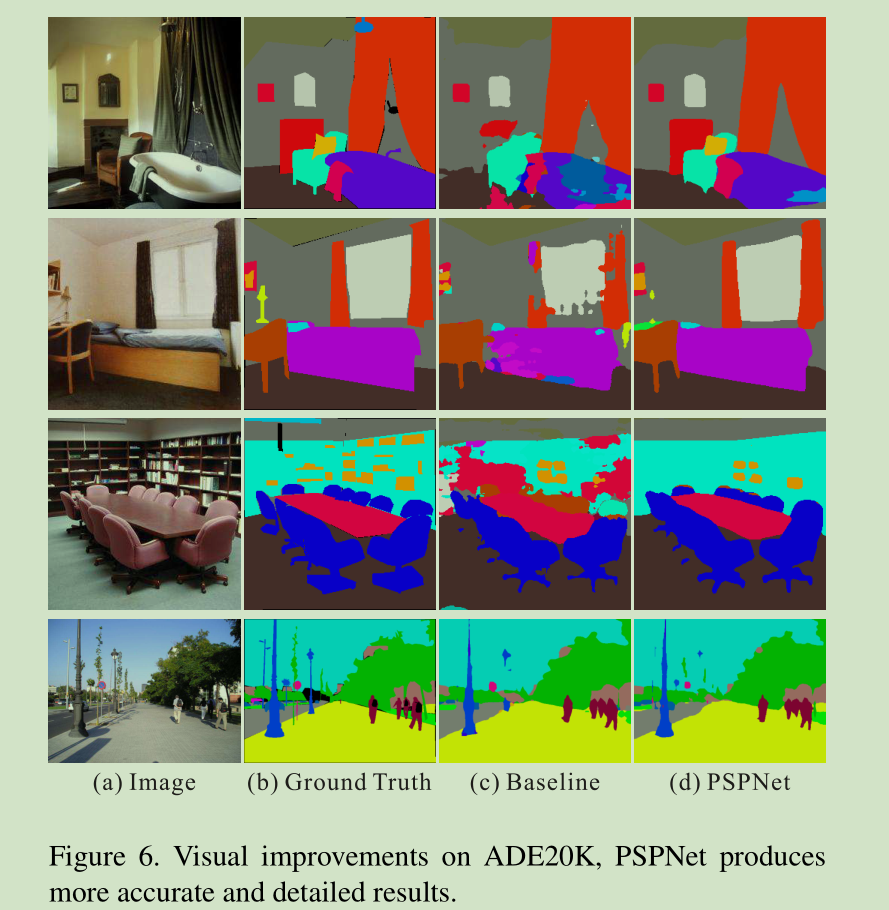 (a) Image (b) Ground Truth (c) Baseline (d) PSPNet
Figure 6. Visual improvements on ADE20K, PSPNet produces
more accurate and detailed results.